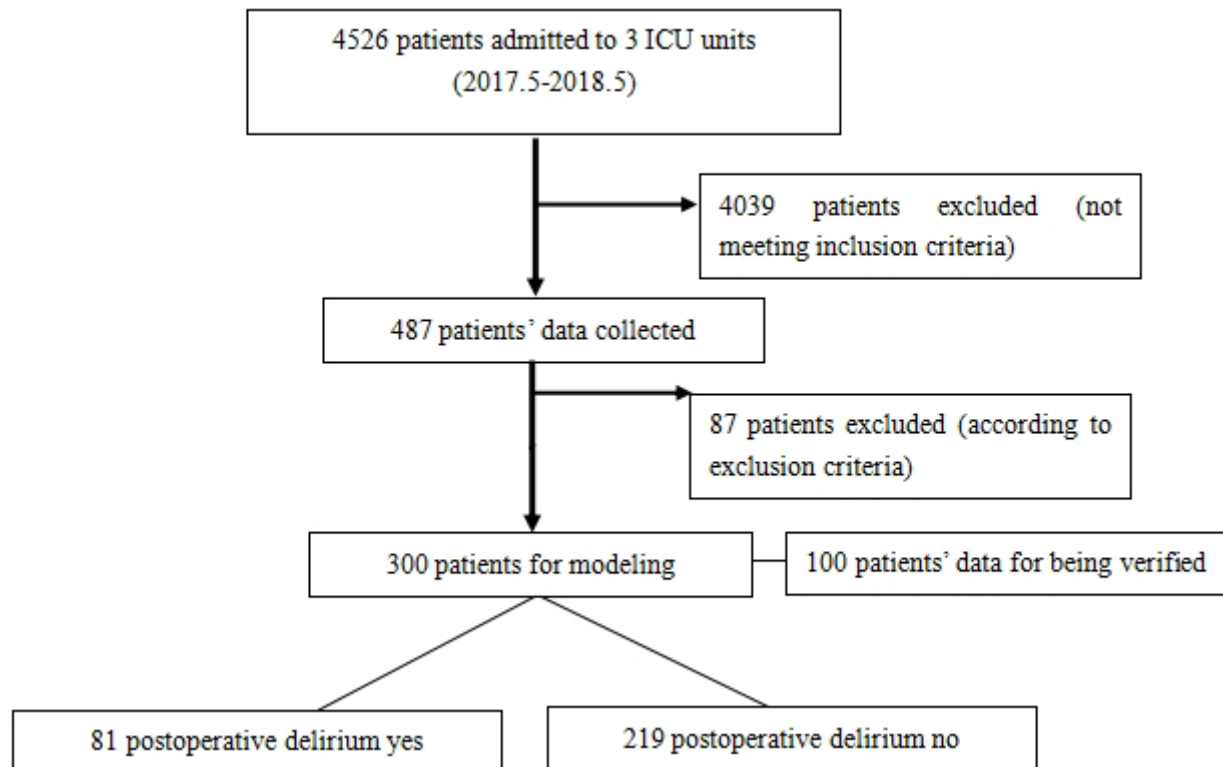 4526 patients admitted to 3 ICU units
(2017.5-2018.5)
4039 patients excluded (not
meeting inclusion criteria)
487 patients’ data collected
87 patients excluded (according to
exclusion criteria)
300 patients for modeling
100 patients’ data for being verified
81 postoperative delirium yes
219 postoperative delirium no